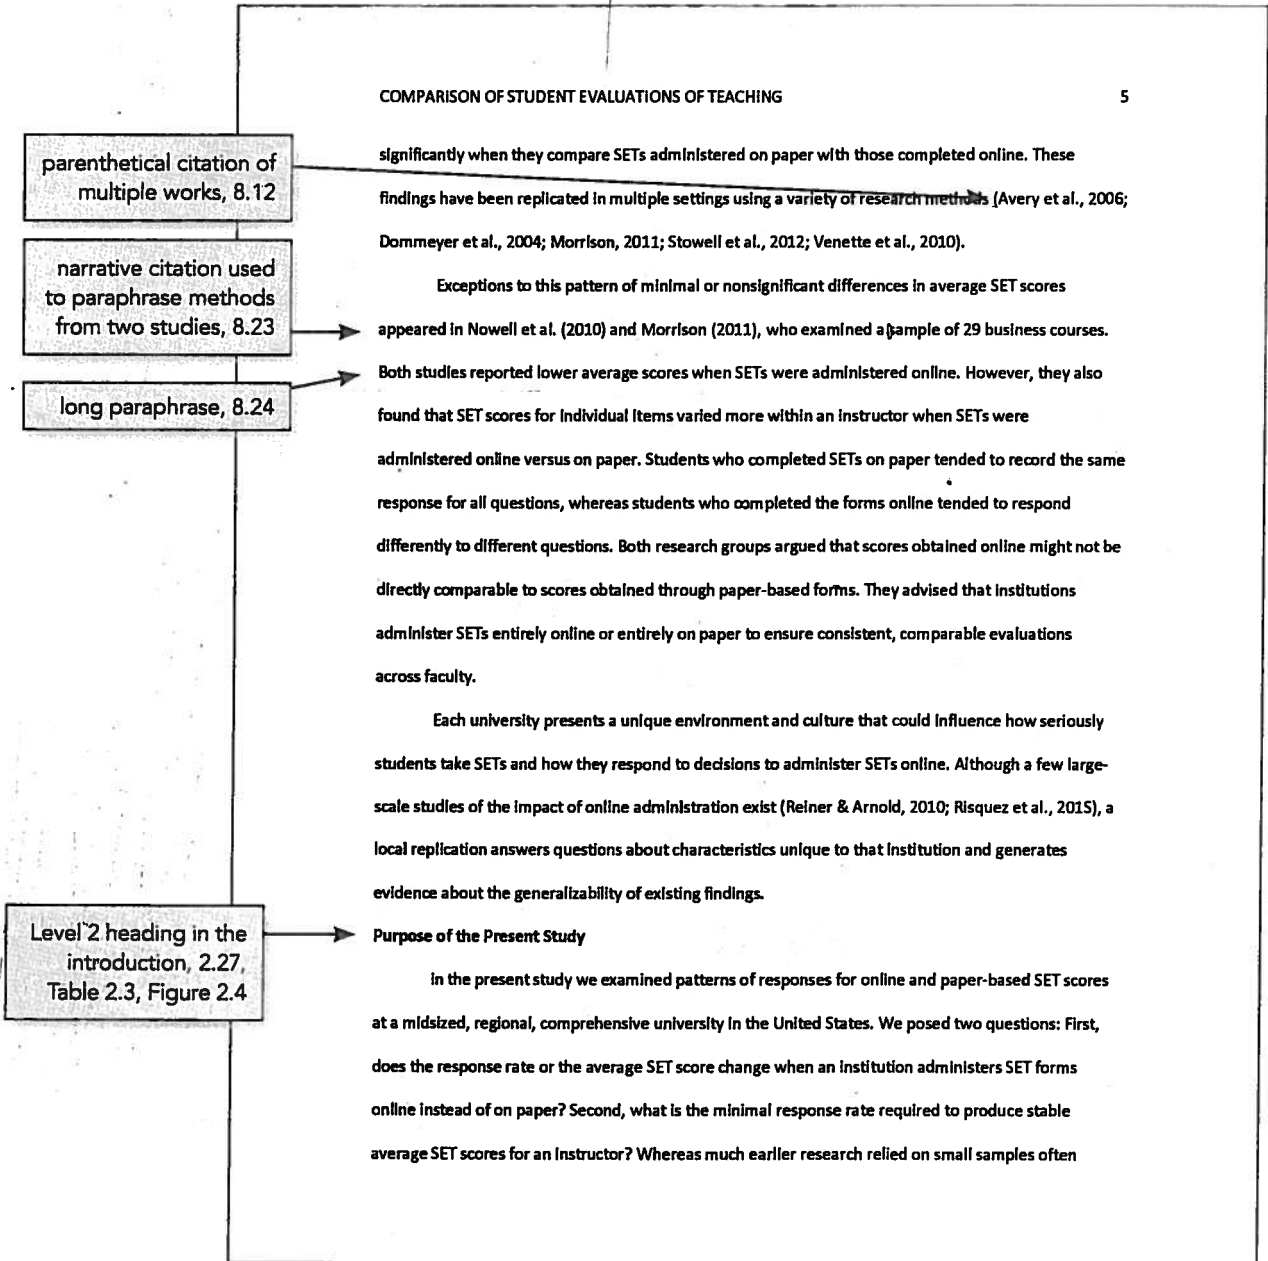 COMPARISON OF STUDENT EVALUATIONS OF TEACHING 5
parenthetical citation of
multiple works, 8.12
significantly when they compare SETs administered on paper with those completed online. These
findings have been replicated in multiple settings using a variety of research methods (Avery et al., 2006;
Dommeyer et al., 2004; Morrison, 2011; Stowell et al., 2012; Venette et al., 2010).
narrative citation used
to paraphrase methods
from two studies, 8.23
Exceptions to this pattern of minimal or nonsignificant differences in average SET scores
appeared in Nowell et al. (2010) and Morrison (2011), who examined a sample of 29 business courses.
long paraphrase, 8.24
Both studies reported lower average scores when SETs were administered online. However, they also
found that SET scores for individual items varied more within an instructor when SETs were
administered online versus on paper. Students who completed SETs on paper tended to record the same
response for all questions, whereas students who completed the forms online tended to respond
differently to different questions. Both research groups argued that scores obtained online might not be
directly comparable to scores obtained through paper-based forms. They advised that institutions
administer SETs entirely online or entirely on paper to ensure consistent, comparable evaluations
across faculty.
Each university presents a unique environment and culture that could influence how seriously
students take SETs and how they respond to decisions to administer SETs online. Although a few large-
scale studies of the impact of online administration exist (Reiner & Arnold, 2010; Risquez et al., 2015), a
local replication answers questions about characteristics unique to that institution and generates
evidence about the generalizability of existing findings.
Level 2 heading in the
introduction, 2.27,
Table 2.3, Figure 2.4
Purpose of the Present Study
In the present study we examined patterns of responses for online and paper-based SET scores
at a midsized, regional, comprehensive university in the United States. We posed two questions: First,
does the response rate or the average SET score change when an institution administers SET forms
online instead of on paper? Second, what is the minimal response rate required to produce stable
average SET scores for an instructor? Whereas much earlier research relied on small samples often